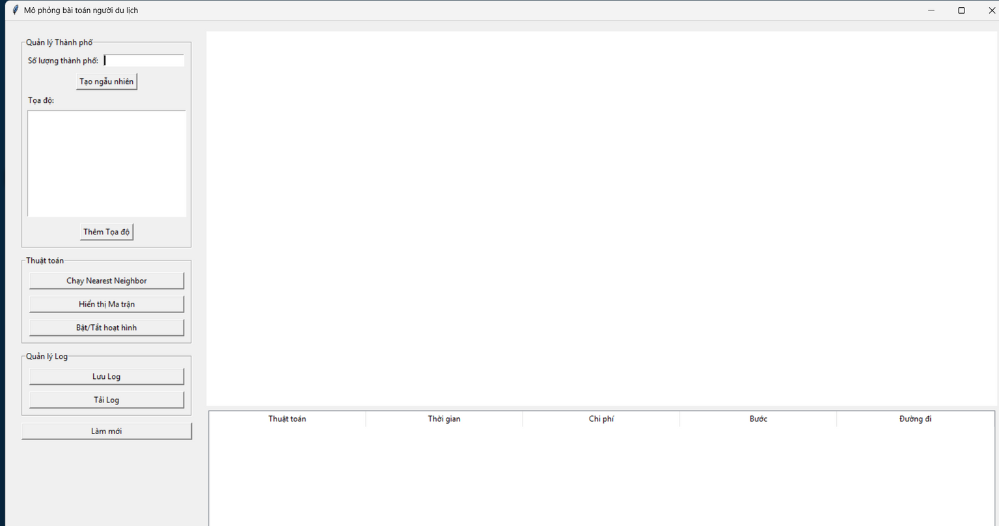 Mô phỏng bài toán người du lịch
Quản lý Thành phố
Số lượng thành phố:
Tạo ngẫu nhiên
Tọa độ:
Thêm Tọa độ
Thuật toán
Chạy Nearest Neighbor
Hiển thị Ma trận
Bật/Tắt hoạt hình
Quản lý Log
Lưu Log
Tải Log
Làm mới
Thuật toán Thời gian Chi phí Bước Đường đi